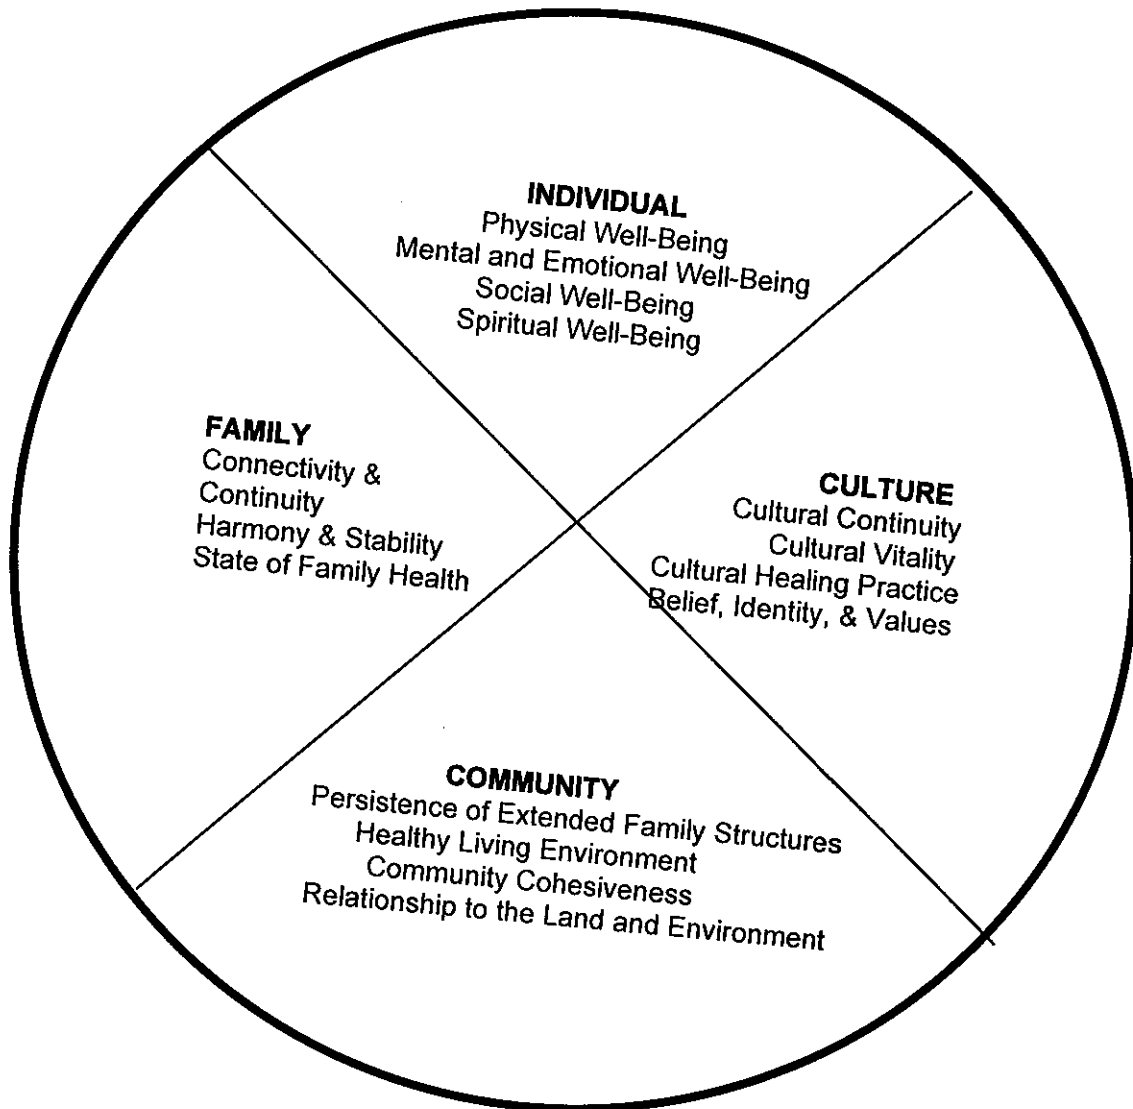 INDIVIDUAL
Physical Well-Being
Mental and Emotional Well-Being
Social Well-Being
Spiritual Well-Being
FAMILY
Connectivity &
Continuity
Harmony & Stability
State of Family Health
CULTURE
Cultural Continuity
Cultural Vitality
Cultural Healing Practice
Belief, Identity, & Values
COMMUNITY
Persistence of Extended Family Structures
Healthy Living Environment
Community Cohesiveness
Relationship to the Land and Environment